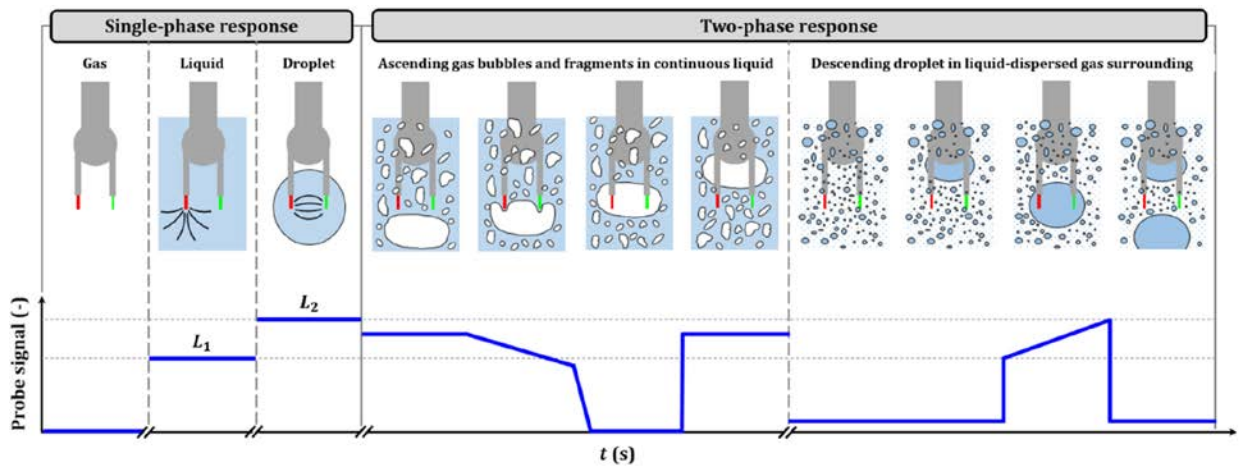 Single-phase response
Two-phase response
Gas
Liquid
Droplet
Ascending gas bubbles and fragments in continuous liquid
Descending droplet in liquid-dispersed gas surrounding
L₁
L₂
Probe signal (-)
t (s)